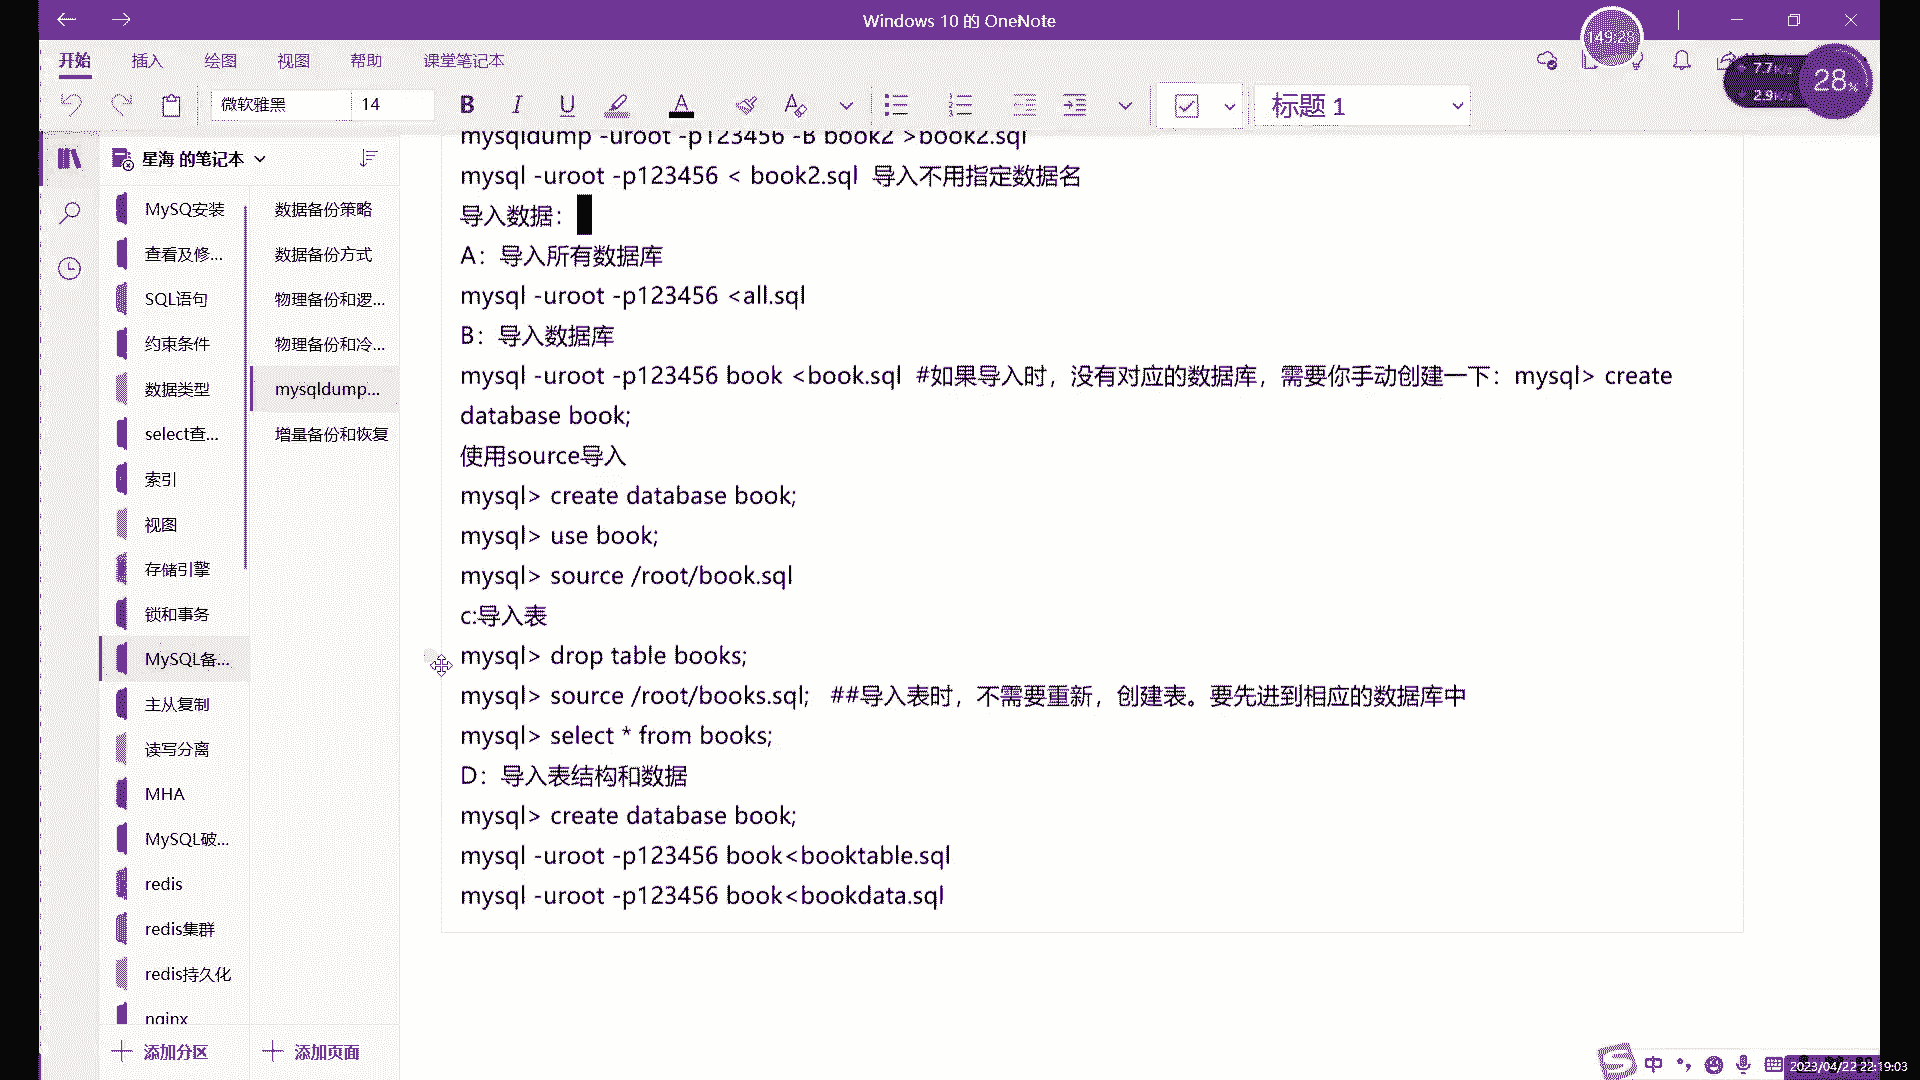 Windows 10 的 OneNote
149:28
开始 插入 绘图 视图 帮助 课堂笔记本
7.7K/s
2.9K/s
28%
微软雅黑 14 B I U A 标题 1
星海 的笔记本
MySQ安装
查看及修...
SQL语句
约束条件
数据类型
select查...
索引
视图
存储引擎
锁和事务
MySQL备...
主从复制
读写分离
MHA
MySQL破...
redis
redis集群
redis持久化
nginx
添加分区
数据备份策略
数据备份方式
物理备份和逻...
物理备份和冷...
mysqldump...
增量备份和恢复
添加页面
mysqldump -uroot -p123456 -B book2 >book2.sql
mysql -uroot -p123456 < book2.sql 导入不用指定数据名
导入数据：
A：导入所有数据库
mysql -uroot -p123456 <all.sql
B：导入数据库
mysql -uroot -p123456 book <book.sql #如果导入时，没有对应的数据库，需要你手动创建一下：mysql> create
database book;
使用source导入
mysql> create database book;
mysql> use book;
mysql> source /root/book.sql
c:导入表
mysql> drop table books;
mysql> source /root/books.sql; ##导入表时，不需要重新，创建表。要先进到相应的数据库中
mysql> select * from books;
D：导入表结构和数据
mysql> create database book;
mysql -uroot -p123456 book<booktable.sql
mysql -uroot -p123456 book<bookdata.sql
中
2023/04/22 22:19:03